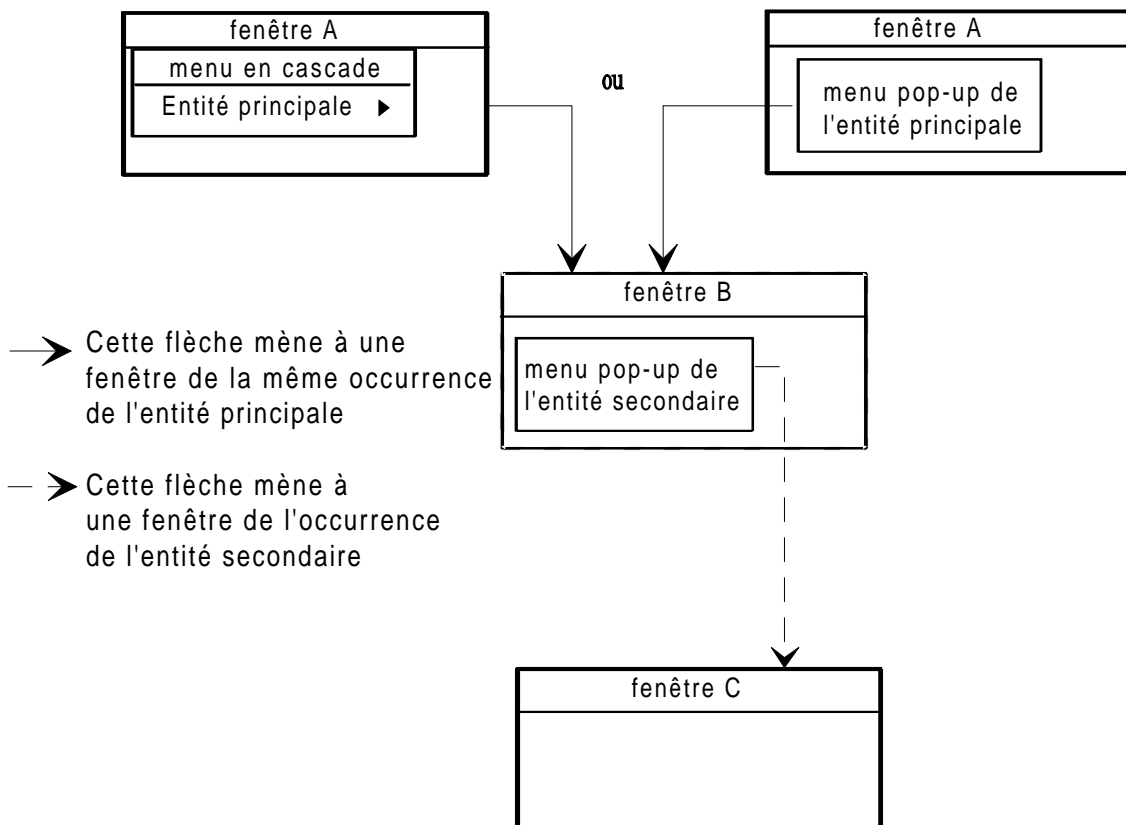 fenêtre A
menu en cascade
Entité principale
ou
fenêtre A
menu pop-up de
l'entité principale
fenêtre B
menu pop-up de
l'entité secondaire
Cette flèche mène à une
fenêtre de la même occurrence
de l'entité principale
Cette flèche mène à
une fenêtre de l'occurrence
de l'entité secondaire
fenêtre C